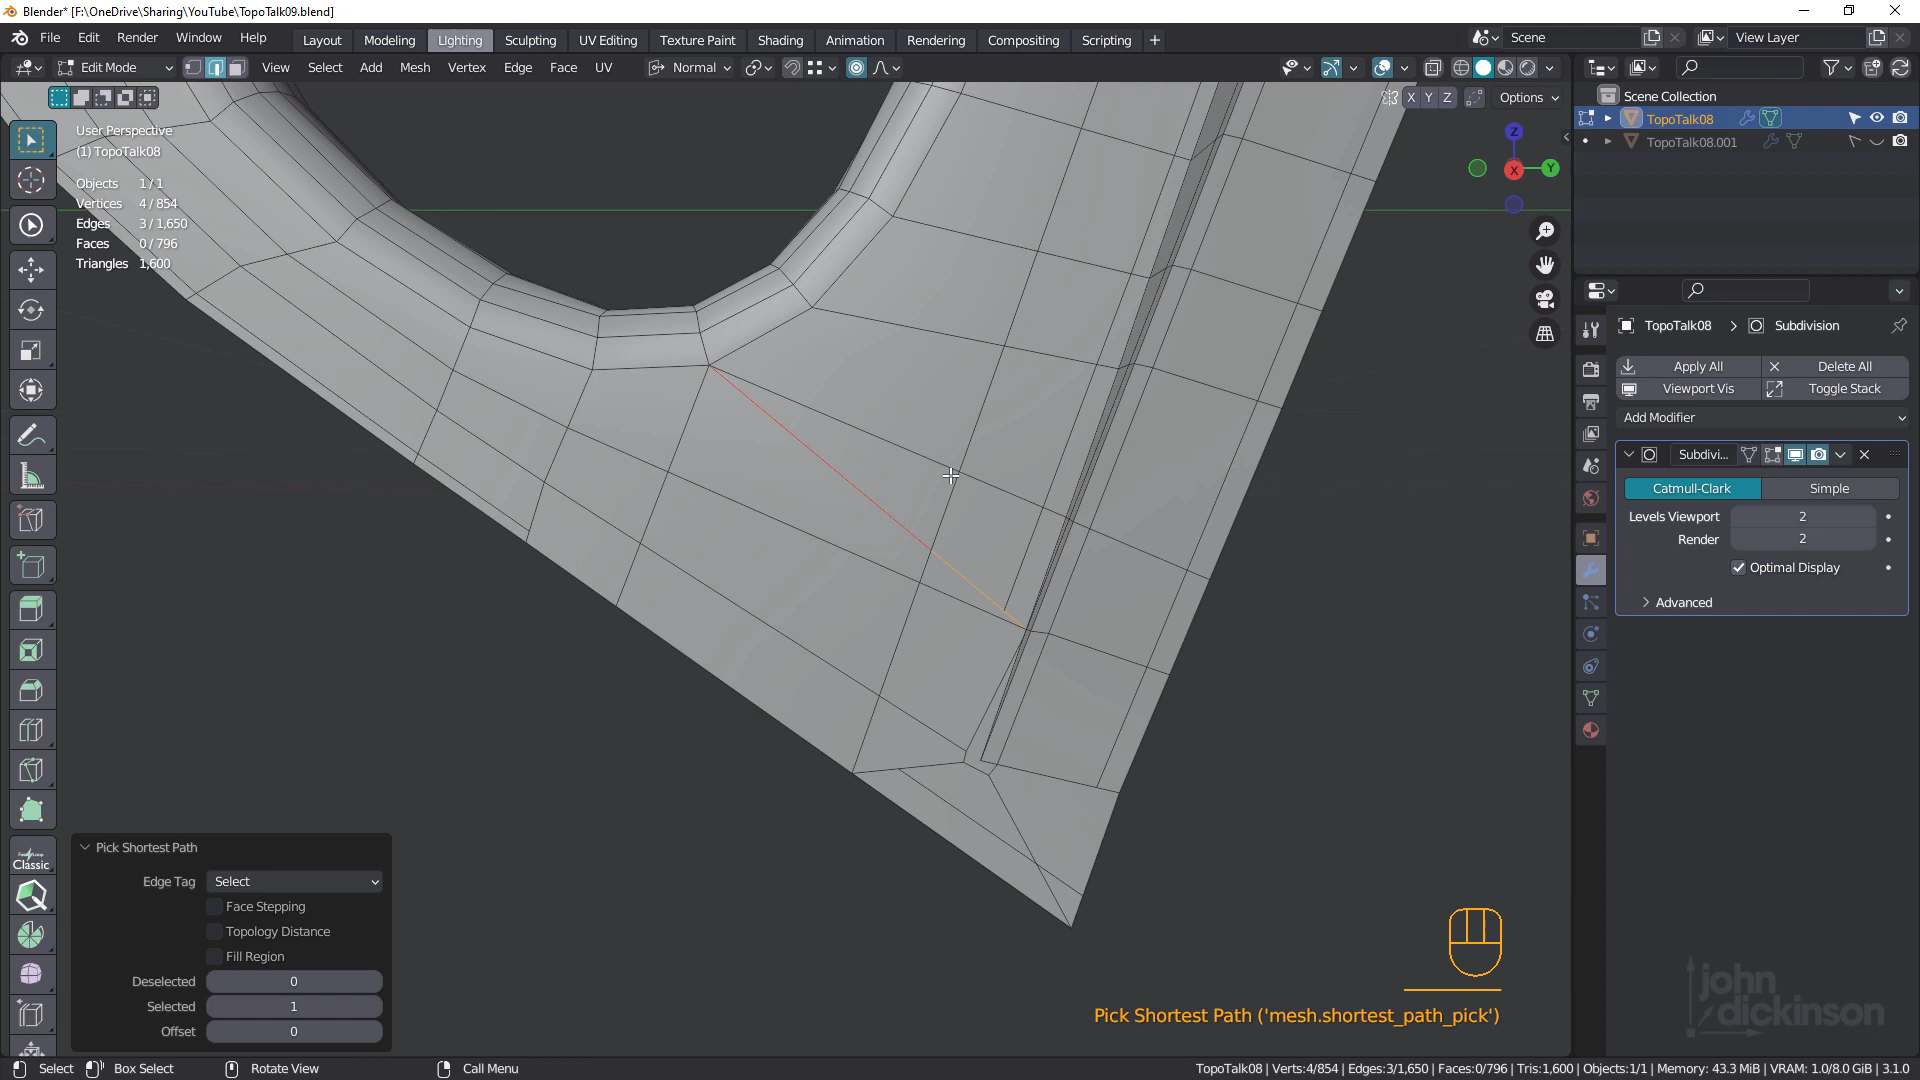 Blender* [F:\OneDrive\Sharing\YouTube\TopoTalk09.blend]
File Edit Render Window Help
Layout Modeling Lighting Sculpting UV Editing Texture Paint Shading Animation Rendering Compositing Scripting +
Scene
View Layer
Edit Mode
View Select Add Mesh Vertex Edge Face UV
Normal
X Y Z
Options
User Perspective
(1) TopoTalk08
Objects 1 / 1
Vertices 4 / 854
Edges 3 / 1,650
Faces 0 / 796
Triangles 1,600
Z
X
Y
Scene Collection
TopoTalk08
TopoTalk08.001
TopoTalk08 > Subdivision
Apply All
Delete All
Viewport Vis
Toggle Stack
Add Modifier
Subdivi...
Catmull-Clark
Simple
Levels Viewport 2
Render 2
Optimal Display
Advanced
Classic
Pick Shortest Path
Edge Tag Select
Face Stepping
Topology Distance
Fill Region
Deselected 0
Selected 1
Offset 0
Pick Shortest Path ('mesh.shortest_path_pick')
john
dickinson
Select
Box Select
Rotate View
Call Menu
TopoTalk08 | Verts:4/854 | Edges:3/1,650 | Faces:0/796 | Tris:1,600 | Objects:1/1 | Memory: 43.3 MiB | VRAM: 1.0/8.0 GiB | 3.1.0